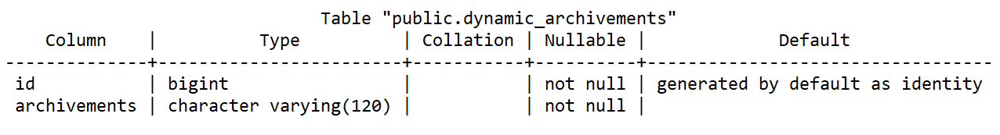 Table "public.dynamic_archivements"
Column | Type | Collation | Nullable | Default
--------------+------------------------+-----------+----------+----------------------------------
id | bigint | | not null | generated by default as identity
archivements | character varying(120) | | not null |